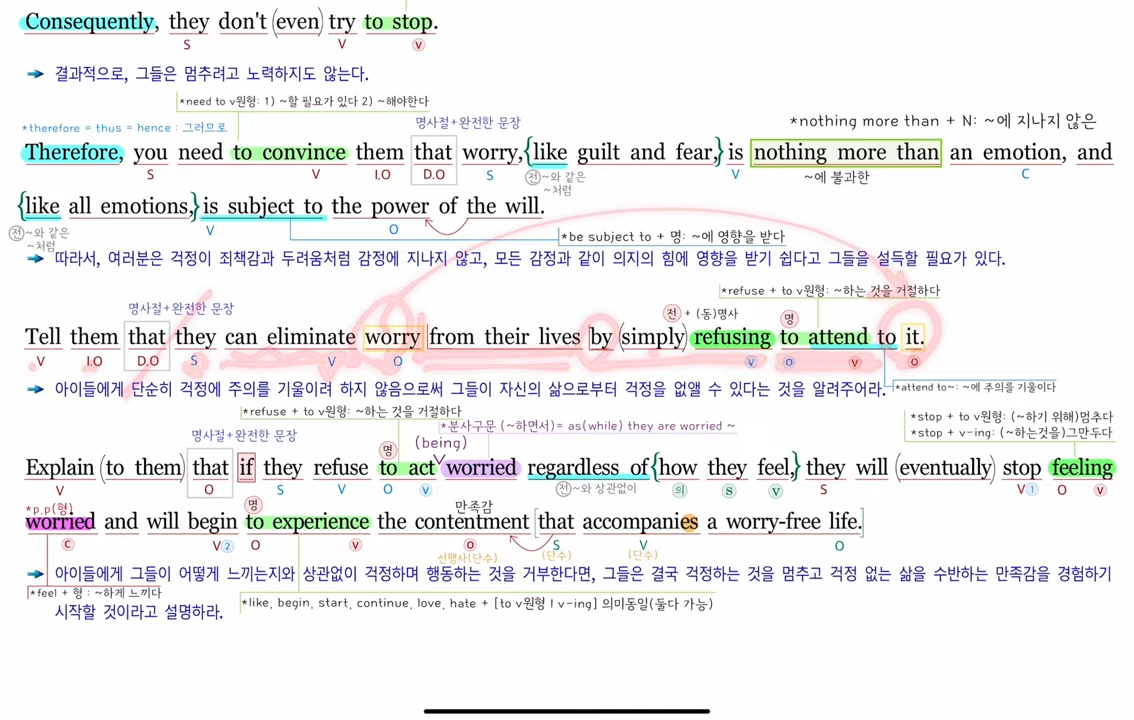 Consequently, they don't (even) try to stop.
S V v
➡ 결과적으로, 그들은 멈추려고 노력하지도 않는다.
*need to v원형: 1) ~할 필요가 있다 2) ~해야한다
*therefore = thus = hence : 그러므로
명사절+완전한 문장
*nothing more than + N: ~에 지나지 않은
Therefore, you need to convince them that worry, {like guilt and fear,} is nothing more than an emotion, and
S V I.O D.O S 전 ~와 같은 V ~에 불과한 C
~처럼
{like all emotions,} is subject to the power of the will.
전 ~와 같은 V O
~처럼
*be subject to + 명: ~에 영향을 받다
➡ 따라서, 여러분은 걱정이 죄책감과 두려움처럼 감정에 지나지 않고, 모든 감정과 같이 의지의 힘에 영향을 받기 쉽다고 그들을 설득할 필요가 있다.
*refuse + to v원형: ~하는 것을 거절하다
명사절+완전한 문장
전 + (동)명사 명
Tell them that they can eliminate worry from their lives by (simply) refusing to attend to it.
V I.O D.O S V O v o v o
➡ 아이들에게 단순히 걱정에 주의를 기울이려 하지 않음으로써 그들이 자신의 삶으로부터 걱정을 없앨 수 있다는 것을 알려주어라.
*attend to~: ~에 주의를 기울이다
*refuse + to v원형: ~하는 것을 거절하다
*분사구문 (~하면서)= as(while) they are worried ~
*stop + to v원형: (~하기 위해)멈추다
*stop + v-ing: (~하는것을)그만두다
명사절+완전한 문장
명 (being)
Explain (to them) that if they refuse to act worried regardless of {how they feel,} they will (eventually) stop feeling
V O S V O v 전 ~와 상관없이 의 s v S V① O v
*p.p(형) 명 만족감
worried and will begin to experience the contentment [that accompanies a worry-free life.]
c V② O v o S V O
선행사(단수) (단수) (단수)
➡ 아이들에게 그들이 어떻게 느끼는지와 상관없이 걱정하며 행동하는 것을 거부한다면, 그들은 결국 걱정하는 것을 멈추고 걱정 없는 삶을 수반하는 만족감을 경험하기
*feel + 형 : ~하게 느끼다
*like, begin, start, continue, love, hate + [to v원형 | v-ing] 의미동일(둘다 가능)
시작할 것이라고 설명하라.